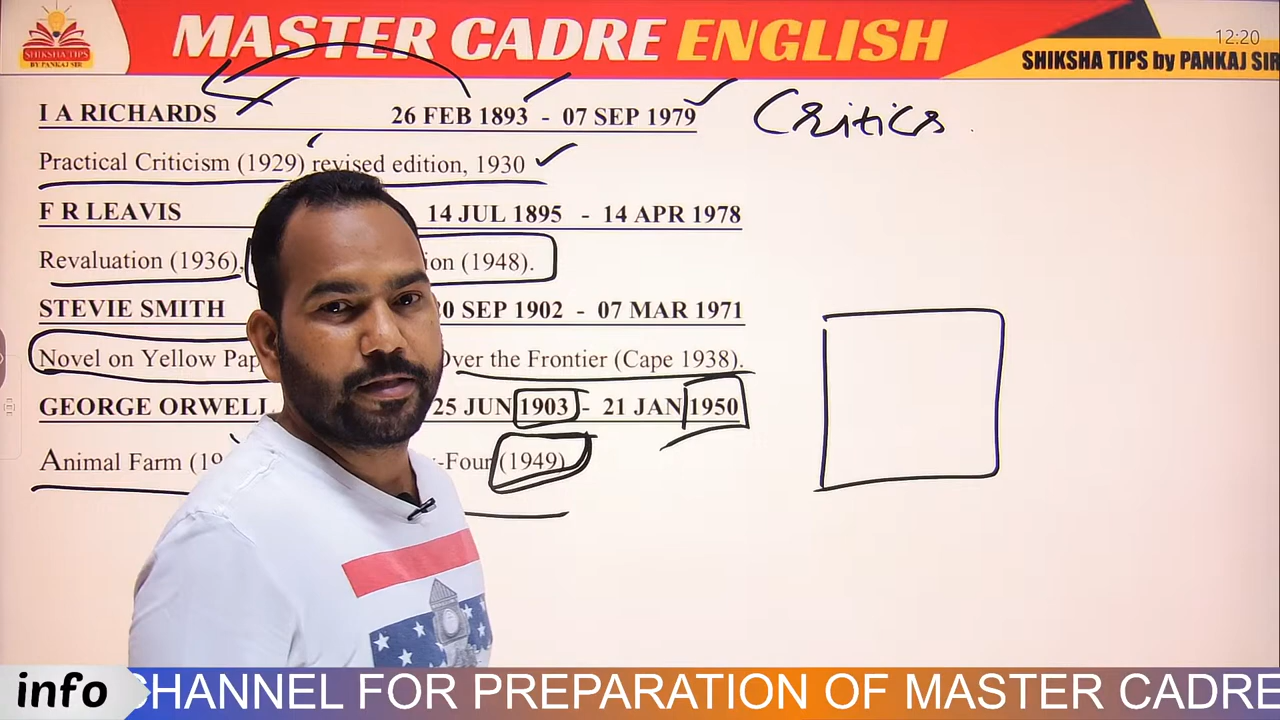 SHIKSHA TIPS
BY PANKAJ SIR
MASTER CADRE ENGLISH
12:20
SHIKSHA TIPS by PANKAJ SIR
I A RICHARDS 26 FEB 1893 - 07 SEP 1979 Critics
Practical Criticism (1929) revised edition, 1930
F R LEAVIS 14 JUL 1895 - 14 APR 1978
Revaluation (1936), ion (1948).
STEVIE SMITH 0 SEP 1902 - 07 MAR 1971
Novel on Yellow Pap Over the Frontier (Cape 1938).
GEORGE ORWELL 25 JUN 1903 - 21 JAN 1950
Animal Farm (19 -Four (1949)
info HANNEL FOR PREPARATION OF MASTER CADRE